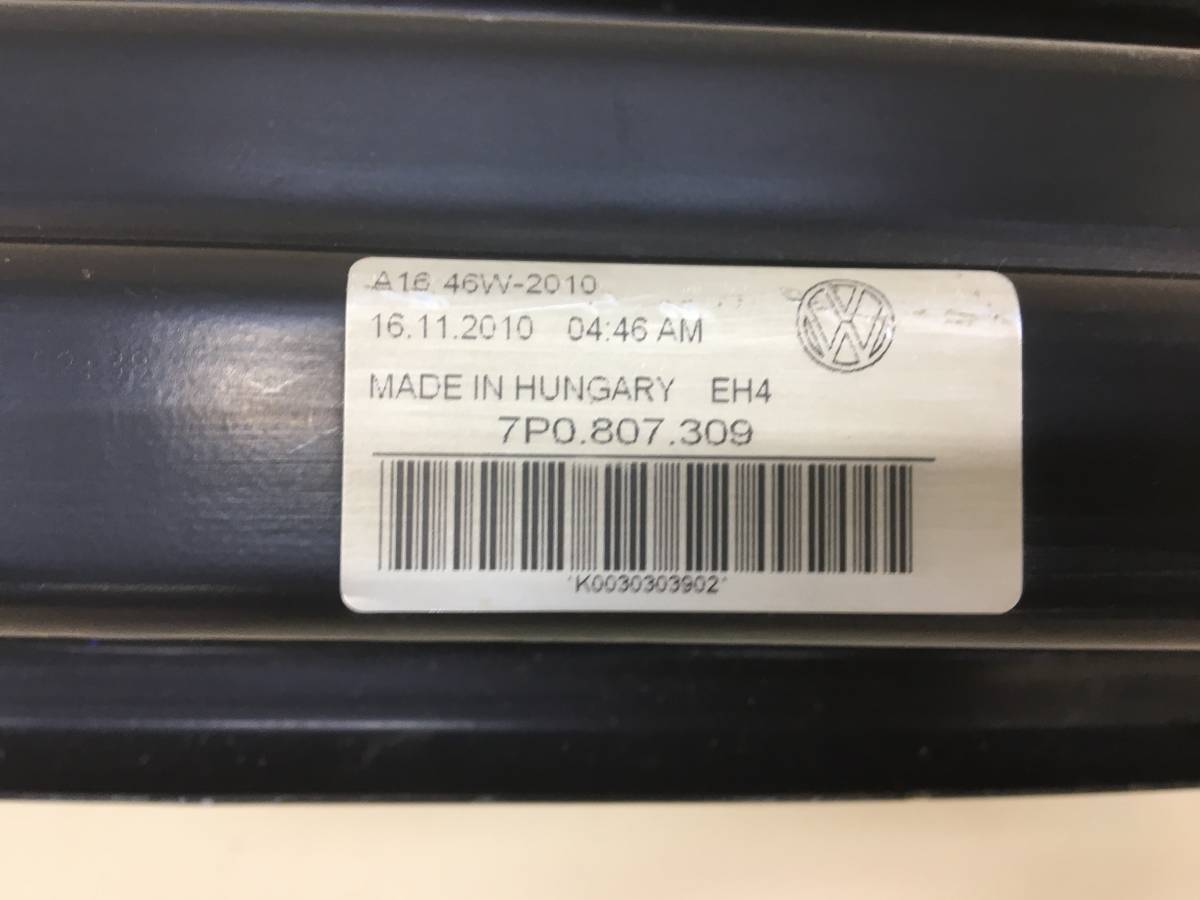 A16 46W-2010
16.11.2010 04:46 AM
MADE IN HUNGARY EH4
7P0.807.309
*K0030303902*